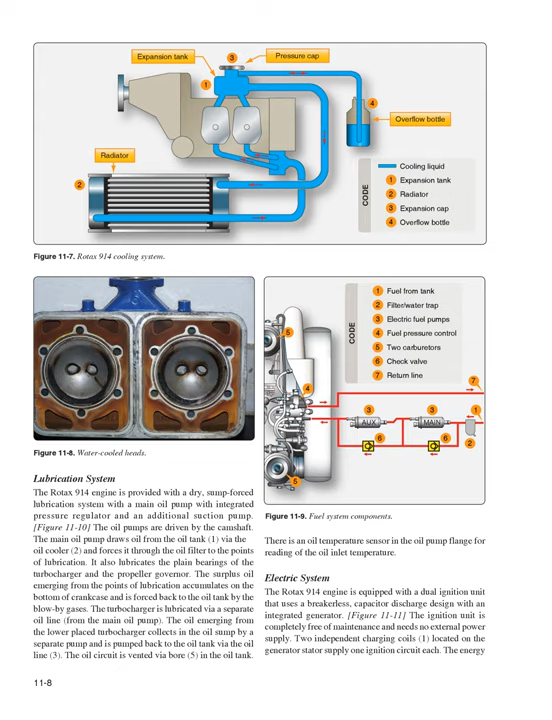 Expansion tank
3
Pressure cap
1
4
Overflow bottle
Radiator
2
CODE
Cooling liquid
1 Expansion tank
2 Radiator
3 Expansion cap
4 Overflow bottle
Figure 11-7. Rotax 914 cooling system.
Figure 11-8. Water-cooled heads.
CODE
1 Fuel from tank
2 Filter/water trap
3 Electric fuel pumps
4 Fuel pressure control
5 Two carburetors
6 Check valve
7 Return line
5
4
7
3
3
1
AUX
MAIN
6
6
2
5
Figure 11-9. Fuel system components.
Lubrication System
The Rotax 914 engine is provided with a dry, sump-forced
lubrication system with a main oil pump with integrated
pressure regulator and an additional suction pump.
[Figure 11-10] The oil pumps are driven by the camshaft.
The main oil pump draws oil from the oil tank (1) via the
oil cooler (2) and forces it through the oil filter to the points
of lubrication. It also lubricates the plain bearings of the
turbocharger and the propeller governor. The surplus oil
emerging from the points of lubrication accumulates on the
bottom of crankcase and is forced back to the oil tank by the
blow-by gases. The turbocharger is lubricated via a separate
oil line (from the main oil pump). The oil emerging from
the lower placed turbocharger collects in the oil sump by a
separate pump and is pumped back to the oil tank via the oil
line (3). The oil circuit is vented via bore (5) in the oil tank.
There is an oil temperature sensor in the oil pump flange for
reading of the oil inlet temperature.
Electric System
The Rotax 914 engine is equipped with a dual ignition unit
that uses a breakerless, capacitor discharge design with an
integrated generator. [Figure 11-11] The ignition unit is
completely free of maintenance and needs no external power
supply. Two independent charging coils (1) located on the
generator stator supply one ignition circuit each. The energy
11-8